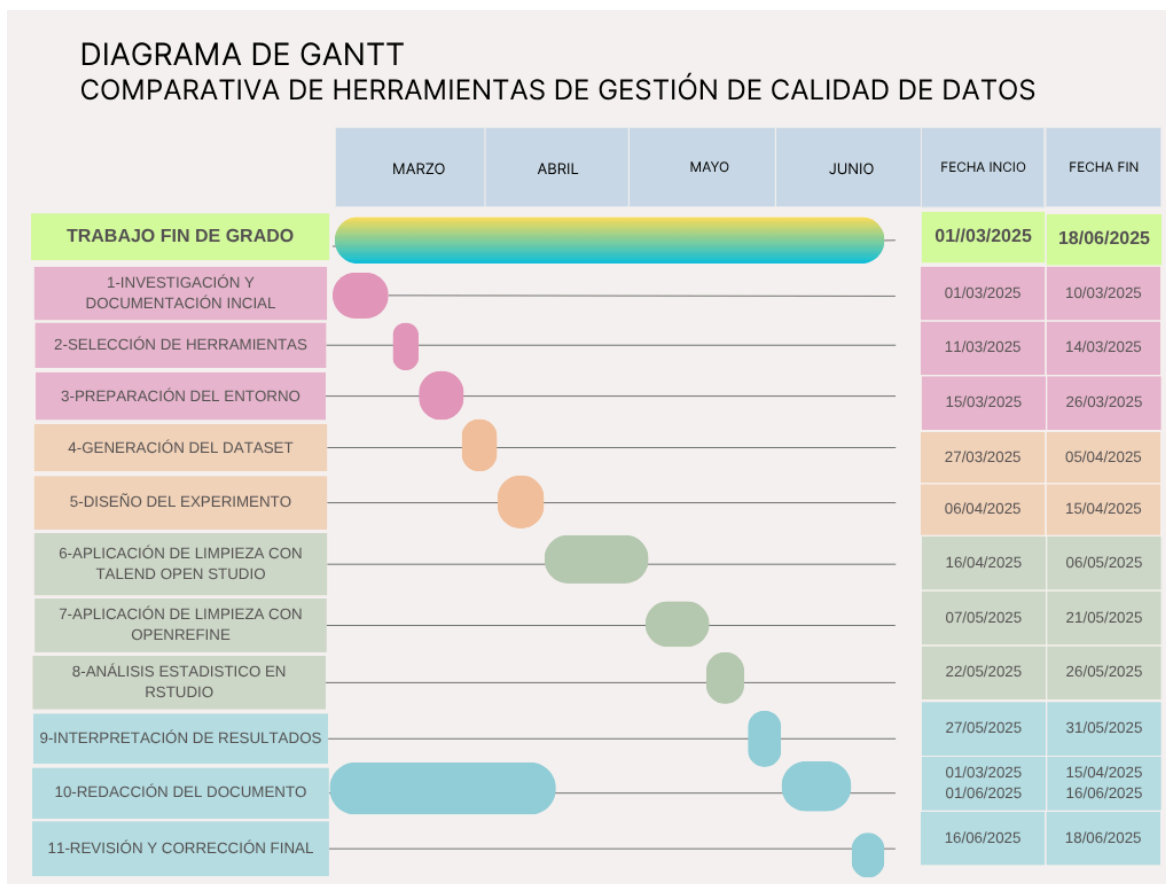 DIAGRAMA DE GANTT
COMPARATIVA DE HERRAMIENTAS DE GESTIÓN DE CALIDAD DE DATOS
MARZO ABRIL MAYO JUNIO FECHA INCIO FECHA FIN
TRABAJO FIN DE GRADO 01//03/2025 18/06/2025
1-INVESTIGACIÓN Y
DOCUMENTACIÓN INCIAL
01/03/2025 10/03/2025
2-SELECCIÓN DE HERRAMIENTAS 11/03/2025 14/03/2025
3-PREPARACIÓN DEL ENTORNO 15/03/2025 26/03/2025
4-GENERACIÓN DEL DATASET 27/03/2025 05/04/2025
5-DISEÑO DEL EXPERIMENTO 06/04/2025 15/04/2025
6-APLICACIÓN DE LIMPIEZA CON
TALEND OPEN STUDIO
16/04/2025 06/05/2025
7-APLICACIÓN DE LIMPIEZA CON
OPENREFINE
07/05/2025 21/05/2025
8-ANÁLISIS ESTADISTICO EN
RSTUDIO
22/05/2025 26/05/2025
9-INTERPRETACIÓN DE RESULTADOS 27/05/2025 31/05/2025
10-REDACCIÓN DEL DOCUMENTO
01/03/2025 15/04/2025
01/06/2025 16/06/2025
11-REVISIÓN Y CORRECCIÓN FINAL 16/06/2025 18/06/2025